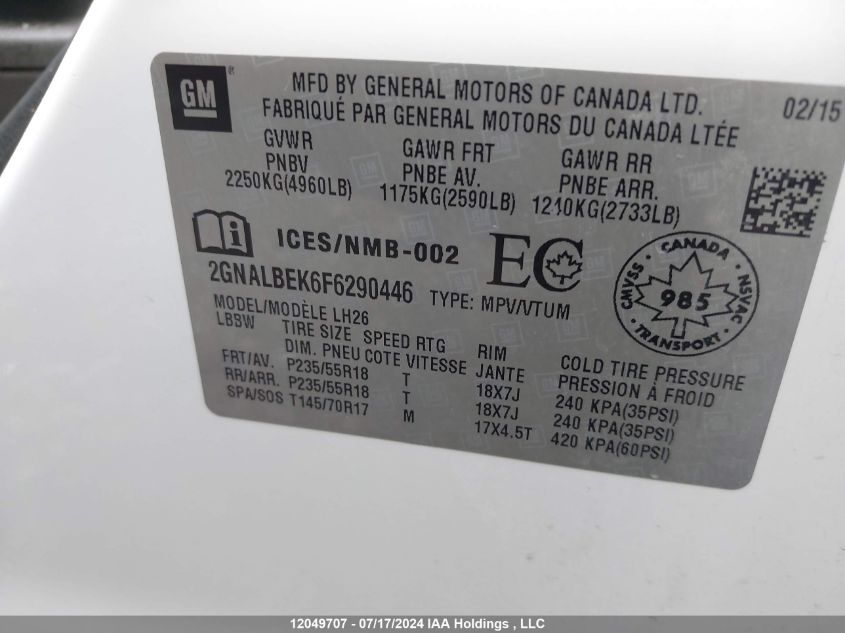 GM ®
MFD BY GENERAL MOTORS OF CANADA LTD. 02/15
FABRIQUÉ PAR GENERAL MOTORS DU CANADA LTÉE
GVWR GAWR FRT GAWR RR
PNBV PNBE AV. PNBE ARR.
2250KG(4960LB) 1175KG(2590LB) 1240KG(2733LB)
ICES/NMB-002 EC
CANADA
CMVSS 985 NSVAC
TRANSPORT
2GNALBEK6F6290446 TYPE: MPV/VTUM
MODEL/MODÈLE LH26
LBBW TIRE SIZE SPEED RTG RIM COLD TIRE PRESSURE
DIM. PNEU COTE VITESSE JANTE PRESSION À FROID
FRT/AV. P235/55R18 T 18X7J 240 KPA(35PSI)
RR/ARR. P235/55R18 T 18X7J 240 KPA(35PSI)
SPA/SOS T145/70R17 M 17X4.5T 420 KPA(60PSI)
12049707 - 07/17/2024 IAA Holdings , LLC